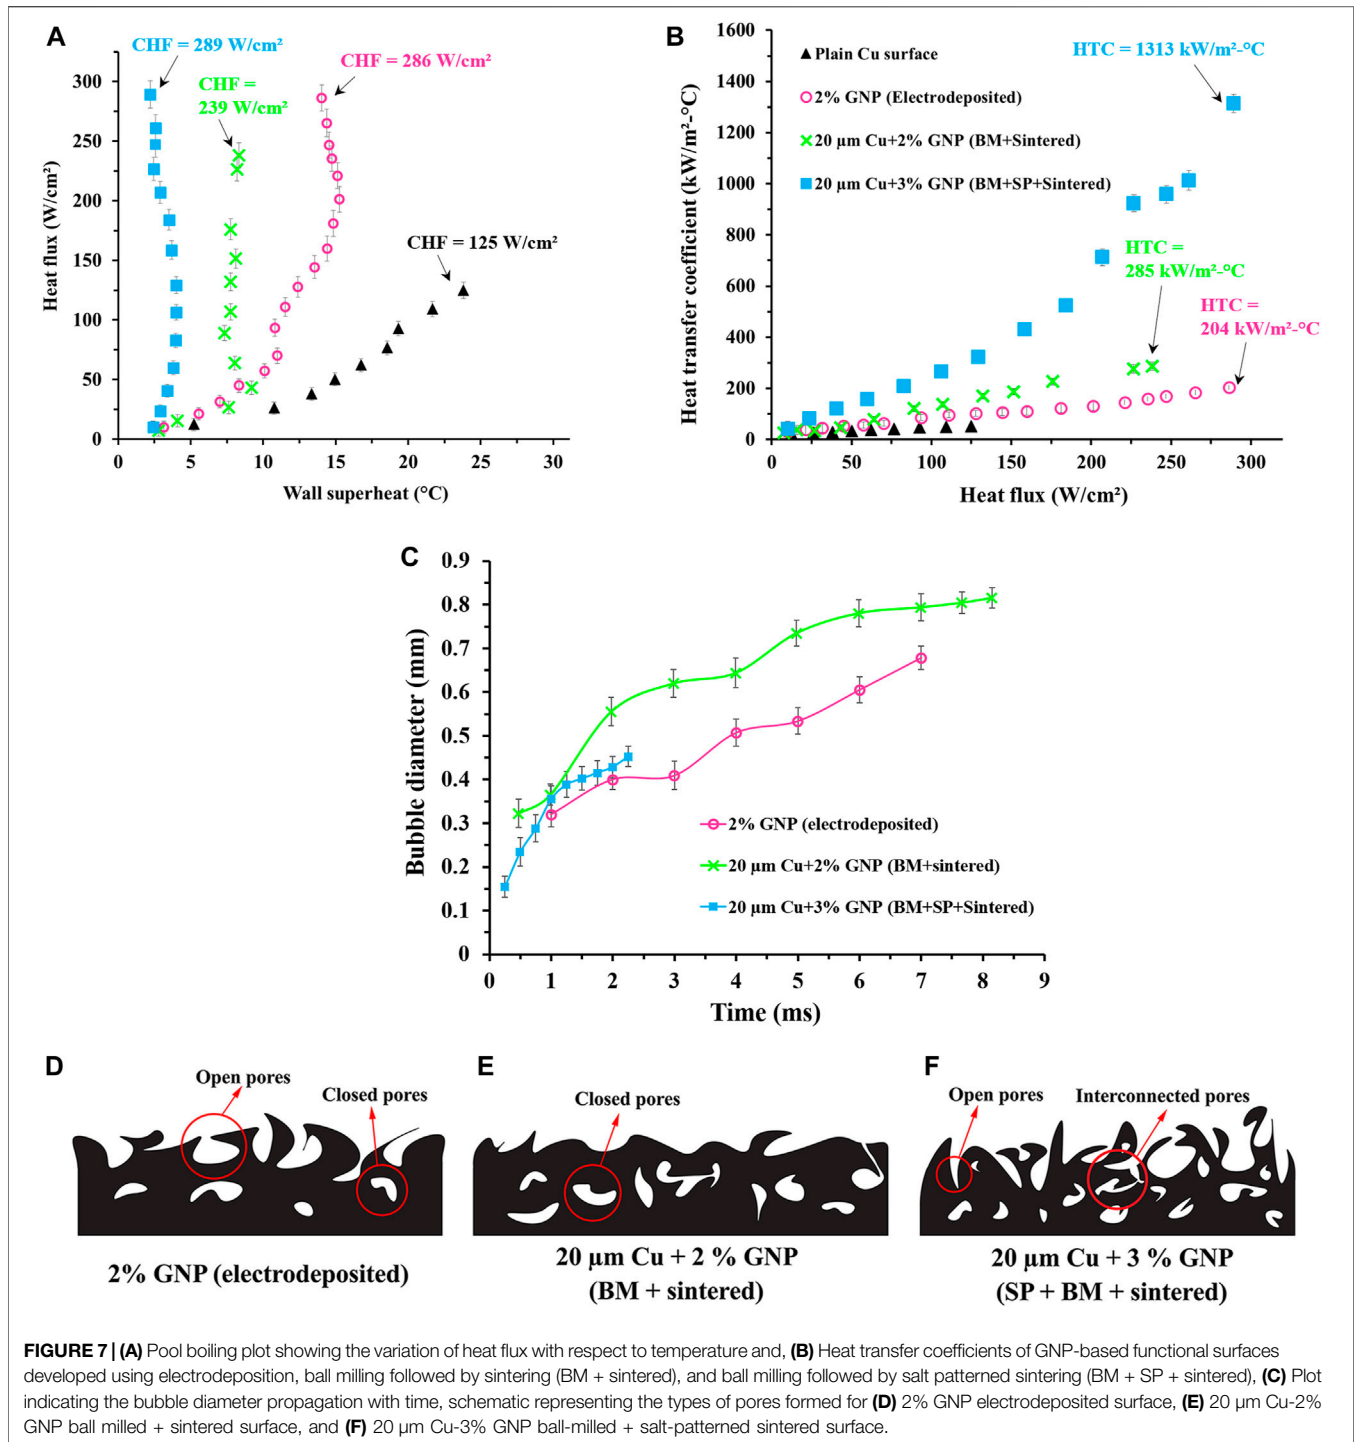 A
CHF = 289 W/cm²
CHF = 286 W/cm²
CHF =
239 W/cm²
CHF = 125 W/cm²
Heat flux (W/cm²)
300
250
200
150
100
50
0
0 5 10 15 20 25 30
Wall superheat (°C)
B
HTC = 1313 kW/m²-°C
Plain Cu surface
2% GNP (Electrodeposited)
20 µm Cu+2% GNP (BM+Sintered)
20 µm Cu+3% GNP (BM+SP+Sintered)
HTC =
285 kW/m²-°C
HTC =
204 kW/m²-°C
Heat transfer coefficient (kW/m²-°C)
1600
1400
1200
1000
800
600
400
200
0
0 50 100 150 200 250 300
Heat flux (W/cm²)
C
Bubble diameter (mm)
0.9
0.8
0.7
0.6
0.5
0.4
0.3
0.2
0.1
0
2% GNP (electrodeposited)
20 µm Cu+2% GNP (BM+sintered)
20 µm Cu+3% GNP (BM+SP+Sintered)
0 1 2 3 4 5 6 7 8 9
Time (ms)
D
Open pores
Closed pores
2% GNP (electrodeposited)
E
Closed pores
20 µm Cu + 2 % GNP
(BM + sintered)
F
Open pores
Interconnected pores
20 µm Cu + 3 % GNP
(SP + BM + sintered)
FIGURE 7 | (A) Pool boiling plot showing the variation of heat flux with respect to temperature and, (B) Heat transfer coefficients of GNP-based functional surfaces
developed using electrodeposition, ball milling followed by sintering (BM + sintered), and ball milling followed by salt patterned sintering (BM + SP + sintered), (C) Plot
indicating the bubble diameter propagation with time, schematic representing the types of pores formed for (D) 2% GNP electrodeposited surface, (E) 20 µm Cu-2%
GNP ball milled + sintered surface, and (F) 20 µm Cu-3% GNP ball-milled + salt-patterned sintered surface.